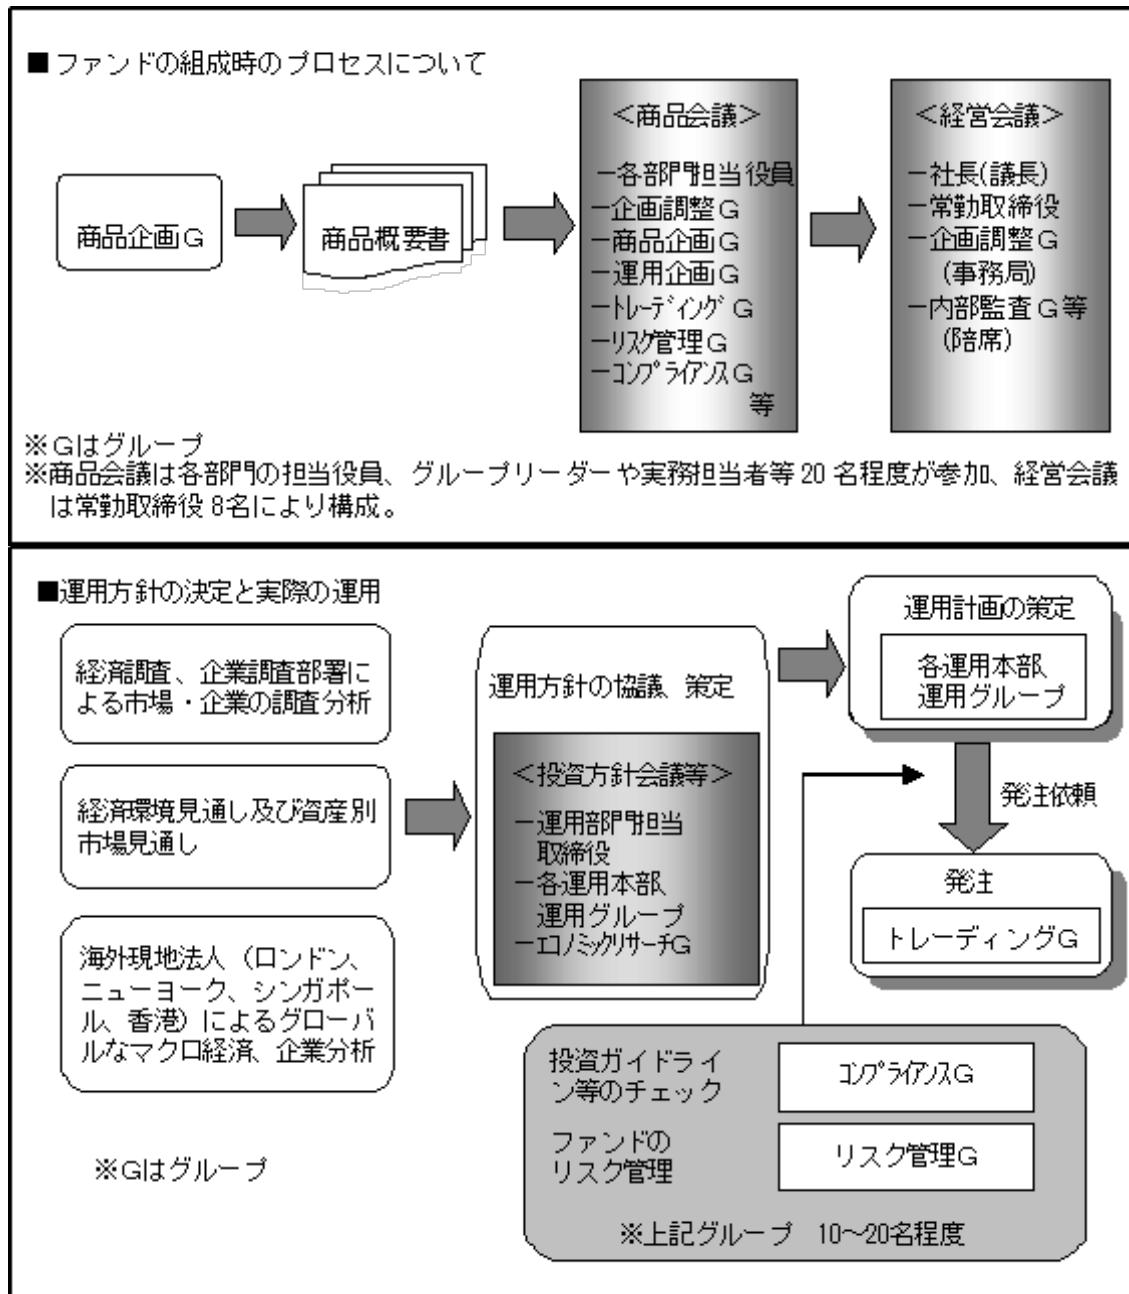 ■ファンドの組成時のプロセスについて
商品企画G
商品概要書
＜商品会議＞
－各部門担当役員
－企画調整G
－商品企画G
－運用企画G
－ﾄﾚｰﾃﾞｨﾝｸﾞG
－ﾘｽｸ管理G
－ｺﾝﾌﾟﾗｲｱﾝｽG
等
＜経営会議＞
－社長(議長)
－常勤取締役
－企画調整G
(事務局)
－内部監査G等
(陪席)
※Gはグループ
※商品会議は各部門の担当役員、グループリーダーや実務担当者等20名程度が参加、経営会議
は常勤取締役8名により構成。
■運用方針の決定と実際の運用
経済調査、企業調査部署に
よる市場・企業の調査分析
経済環境見通し及び資産別
市場見通し
海外現地法人（ロンドン、
ニューヨーク、シンガポー
ル、香港）によるグローバ
ルなマクロ経済、企業分析
※Gはグループ
運用方針の協議、策定
＜投資方針会議等＞
－運用部門担当
取締役
－各運用本部、
運用グループ
－ｴｺﾉﾐｯｸﾘｻｰﾁG
運用計画の策定
各運用本部、
運用グループ
発注依頼
発注
トレーディングG
投資ガイドライ
ン等のチェック
ｺﾝﾌﾟﾗｲｱﾝｽG
ファンドの
リスク管理
リスク管理G
※上記グループ　10～20名程度